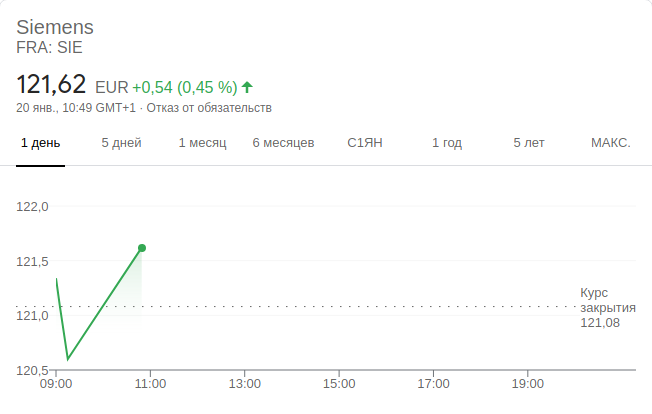 Siemens
FRA: SIE
121,62 EUR +0,54 (0,45 %)
20 янв., 10:49 GMT+1 · Отказ от обязательств
1 день 5 дней 1 месяц 6 месяцев С1ЯН 1 год 5 лет МАКС.
122,0
121,5
121,0
120,5
Курс
закрытия
121,08
09:00 11:00 13:00 15:00 17:00 19:00